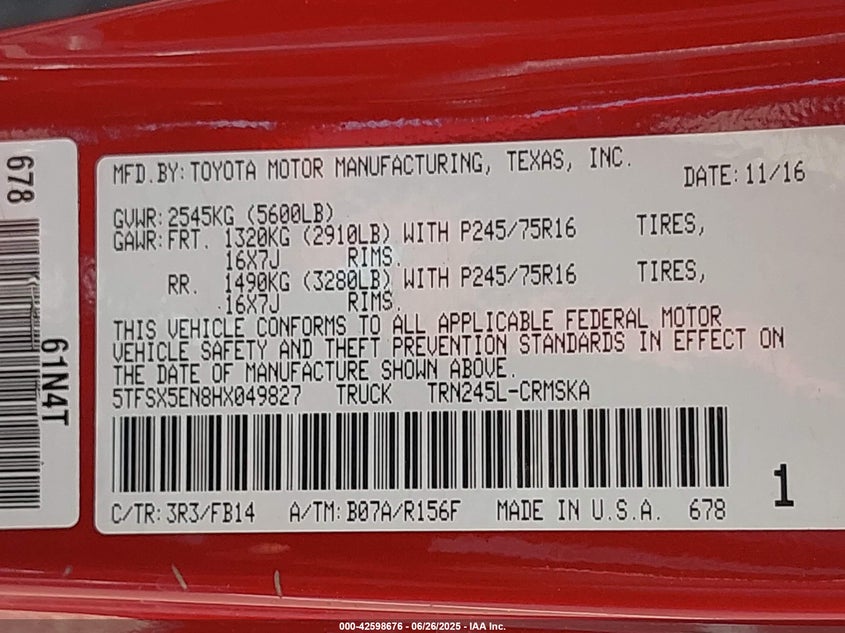 678
61N4T
MFD.BY: TOYOTA MOTOR MANUFACTURING, TEXAS, INC.
DATE: 11/16
GVWR: 2545KG (5600LB)
GAWR: FRT. 1320KG (2910LB) WITH P245/75R16 TIRES,
16X7J RIMS.
RR. 1490KG (3280LB) WITH P245/75R16 TIRES,
16X7J RIMS.
THIS VEHICLE CONFORMS TO ALL APPLICABLE FEDERAL MOTOR
VEHICLE SAFETY AND THEFT PREVENTION STANDARDS IN EFFECT ON
THE DATE OF MANUFACTURE SHOWN ABOVE.
5TFSX5EN8HX049827 TRUCK TRN245L-CRMSKA
1
C/TR: 3R3/FB14 A/TM: B07A/R156F MADE IN U.S.A. 678
000-42598676 - 06/26/2025 - IAA Inc.